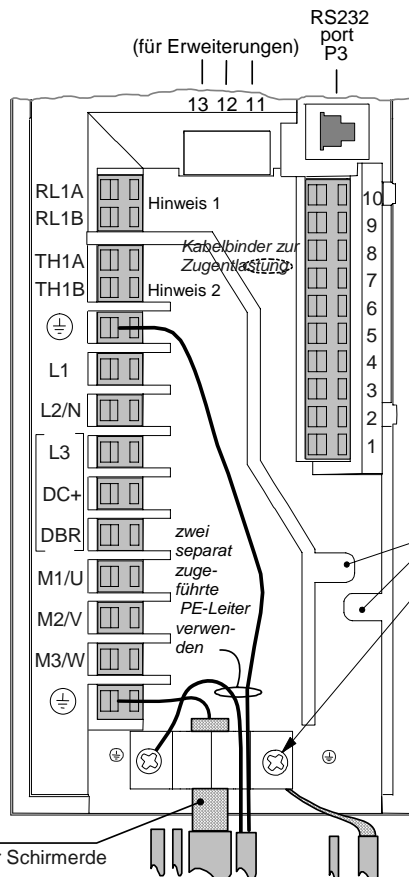 RS232
port
P3
(für Erweiterungen)
13 12 11
RL1A
RL1B
Hinweis 1
TH1A
TH1B
Hinweis 2
Kabelbinder zur
Zugentlastung
10
9
8
7
6
5
4
3
2
1
L1
L2/N
L3
DC+
DBR
M1/U
M2/V
M3/W
zwei
separat
zuge-
führte
PE-Leiter
verwen-
den
Schirmerde